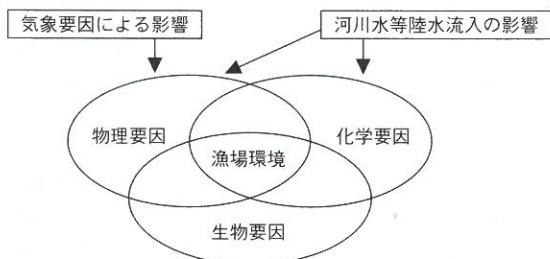 気象要因による影響
河川水等陸水流入の影響
物理要因
化学要因
漁場環境
生物要因